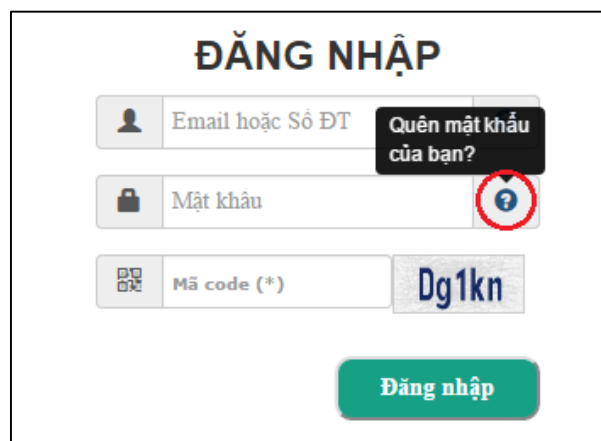 ĐĂNG NHẬP
Email hoặc Số ĐT
Quên mật khẩu
của bạn?
Mật khẩu
?
Mã code (*)
Dg1kn
Đăng nhập